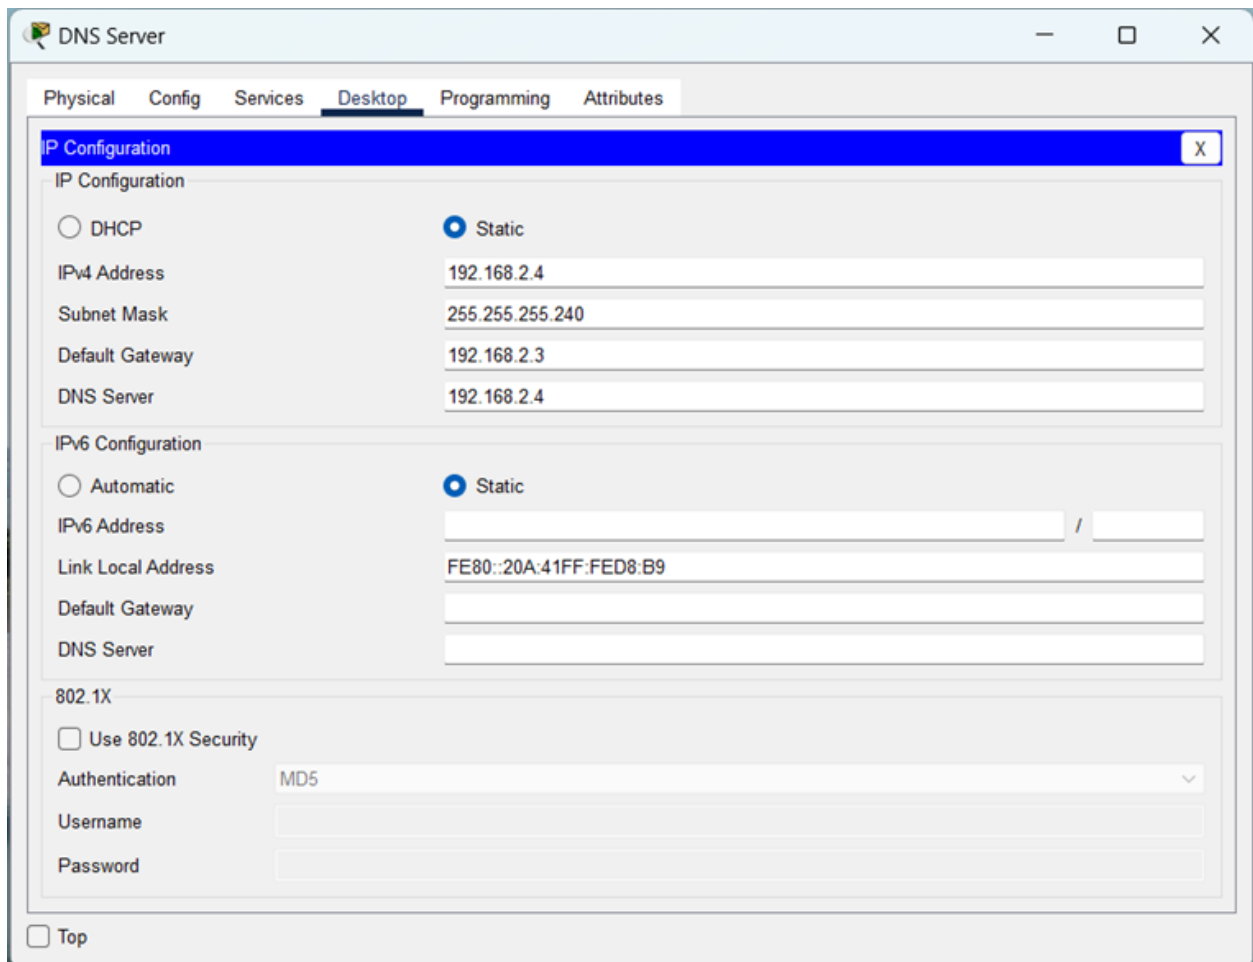 DNS Server
Physical Config Services Desktop Programming Attributes
IP Configuration X
IP Configuration
DHCP Static
IPv4 Address 192.168.2.4
Subnet Mask 255.255.255.240
Default Gateway 192.168.2.3
DNS Server 192.168.2.4
IPv6 Configuration
Automatic Static
IPv6 Address /
Link Local Address FE80::20A:41FF:FED8:B9
Default Gateway
DNS Server
802.1X
Use 802.1X Security
Authentication MD5
Username
Password
Top